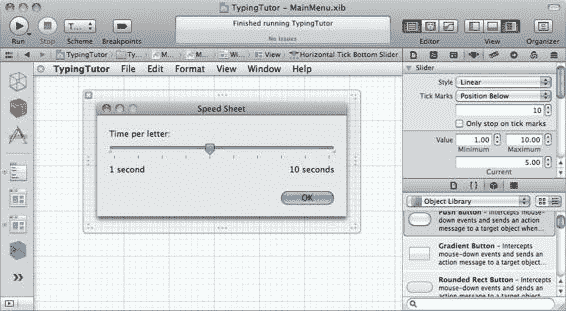 TypingTutor – MainMenu.xib
Run
Stop
Scheme
Breakpoints
Finished running TypingTutor
No Issues
Editor
View
Organizer
TypingTutor
M...
M...
M...
Wi...
View
Horizontal Tick Bottom Slider
TypingTutor File Edit Format View Window Help
Speed Sheet
Time per letter:
1 second
10 seconds
OK
Slider
Style Linear
Tick Marks Position Below
10
Only stop on tick marks
Value 1.00 10.00
Minimum Maximum
5.00
Current
Object Library
Push Button – Intercepts mouse-
down events and sends an
action message to a target object
when...
Gradient Button – Intercepts
mouse-down events and sends an
action message to a target object...
Rounded Rect Button – Intercepts
mouse-down events and sends an
action message to a target object...